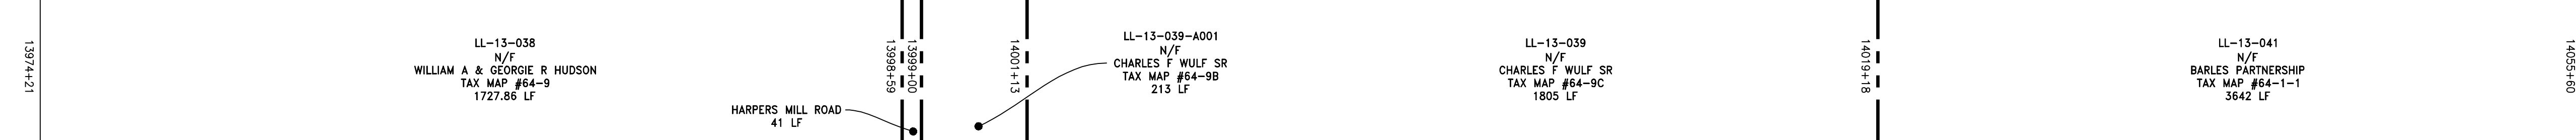 13974+21
LL-13-038
N/F
WILLIAM A & GEORGIE R HUDSON
TAX MAP #64-9
1727.86 LF
HARPERS MILL ROAD
41 LF
13998+59
13999+00
14001+13
LL-13-039-A001
N/F
CHARLES F WULF SR
TAX MAP #64-9B
213 LF
LL-13-039
N/F
CHARLES F WULF SR
TAX MAP #64-9C
1805 LF
14019+18
LL-13-041
N/F
BARLES PARTNERSHIP
TAX MAP #64-1-1
3642 LF
14055+60